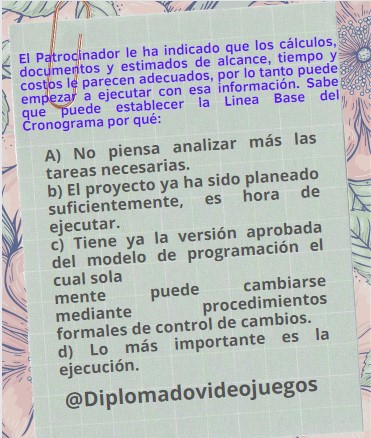 El Patrocinador le ha indicado que los cálculos,
documentos y estimados de alcance, tiempo y
costos le parecen adecuados, por lo tanto puede
empezar a ejecutar con esa información. Sabe
que puede establecer la Linea Base del
Cronograma por qué:
A) No piensa analizar más las
tareas necesarias.
b) El proyecto ya ha sido planeado
suficientemente, es hora de
ejecutar.
c) Tiene ya la versión aprobada
del modelo de programación el
cual sola
mente puede cambiarse
mediante procedimientos
formales de control de cambios.
d) Lo más importante es la
ejecución.
@Diplomadovideojuegos